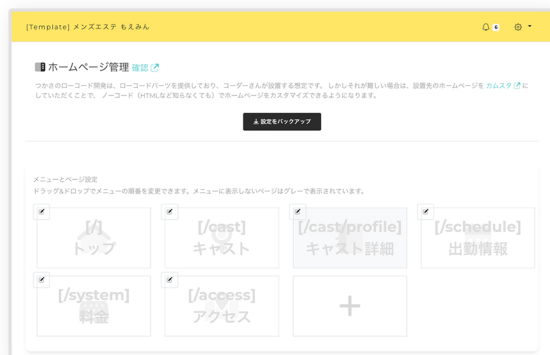 [Template] メンズエステ もえみん
6
ホームページ管理 確認
つかさのローコード開発は、ローコードパーツを提供しており、コーダーさんが設置する想定です。 しかしそれが難しい場合は、設置先のホームページを カムスタ に
していただくことで、 ノーコード（HTMLなど知らなくても）でホームページをカスタマイズできるようになります。
設定をバックアップ
メニューとページ設定
ドラッグ&ドロップでメニューの順番を変更できます。メニューに表示しないページはグレーで表示されています。
[/]
トップ
[/cast]
キャスト
[/cast/profile]
キャスト詳細
[/schedule]
出勤情報
[/system]
料金
[/access]
アクセス